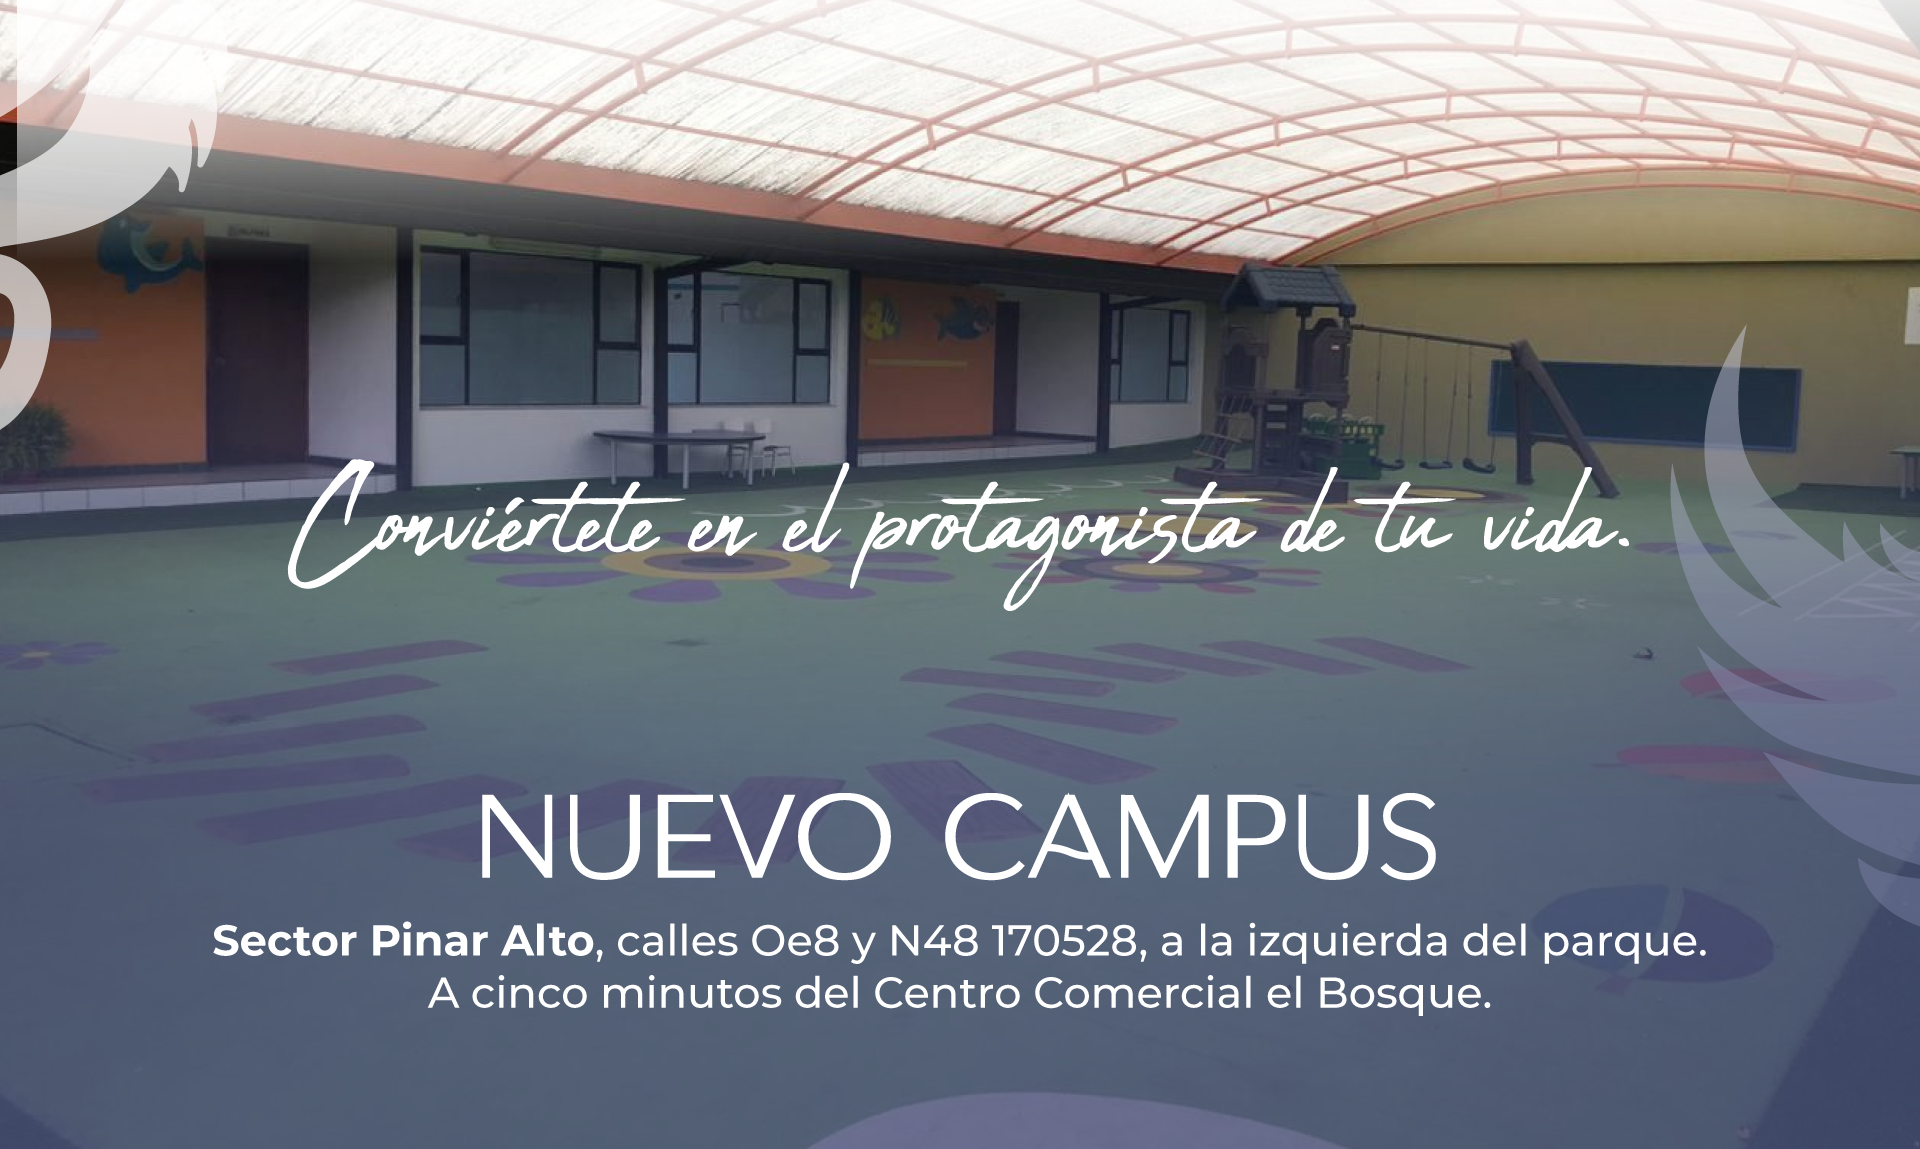 Conviértete en el protagonista de tu vida.
NUEVO CAMPUS
Sector Pinar Alto, calles Oe8 y N48 170528, a la izquierda del parque.
A cinco minutos del Centro Comercial el Bosque.